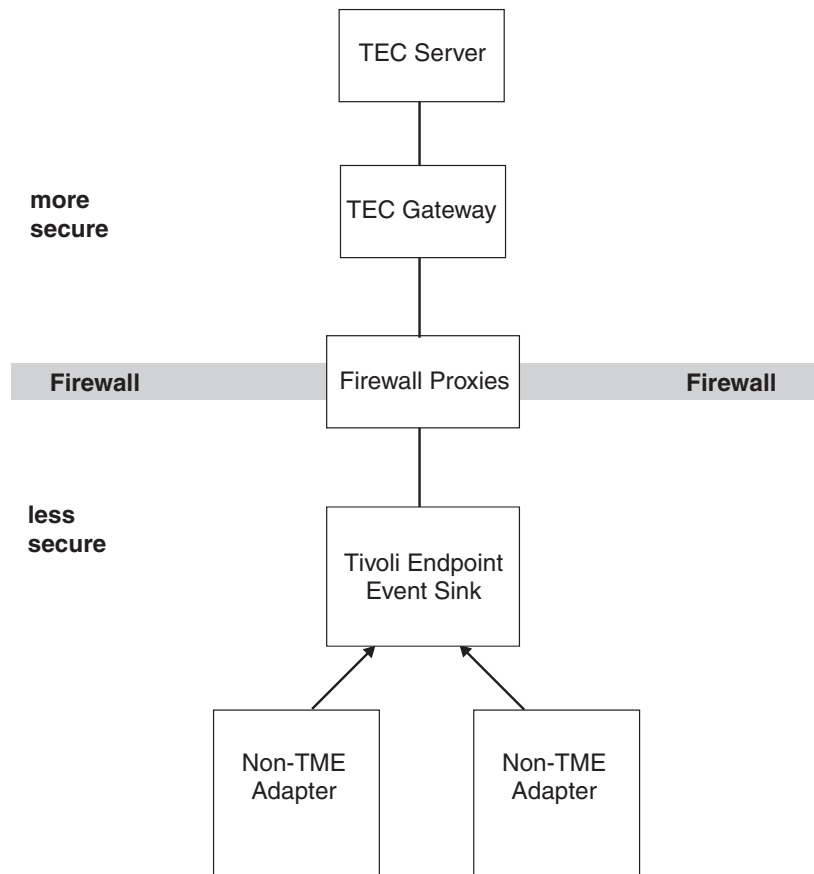 TEC Server
more
secure
TEC Gateway
Firewall
Firewall Proxies
Firewall
less
secure
Tivoli Endpoint
Event Sink
Non-TME
Adapter
Non-TME
Adapter